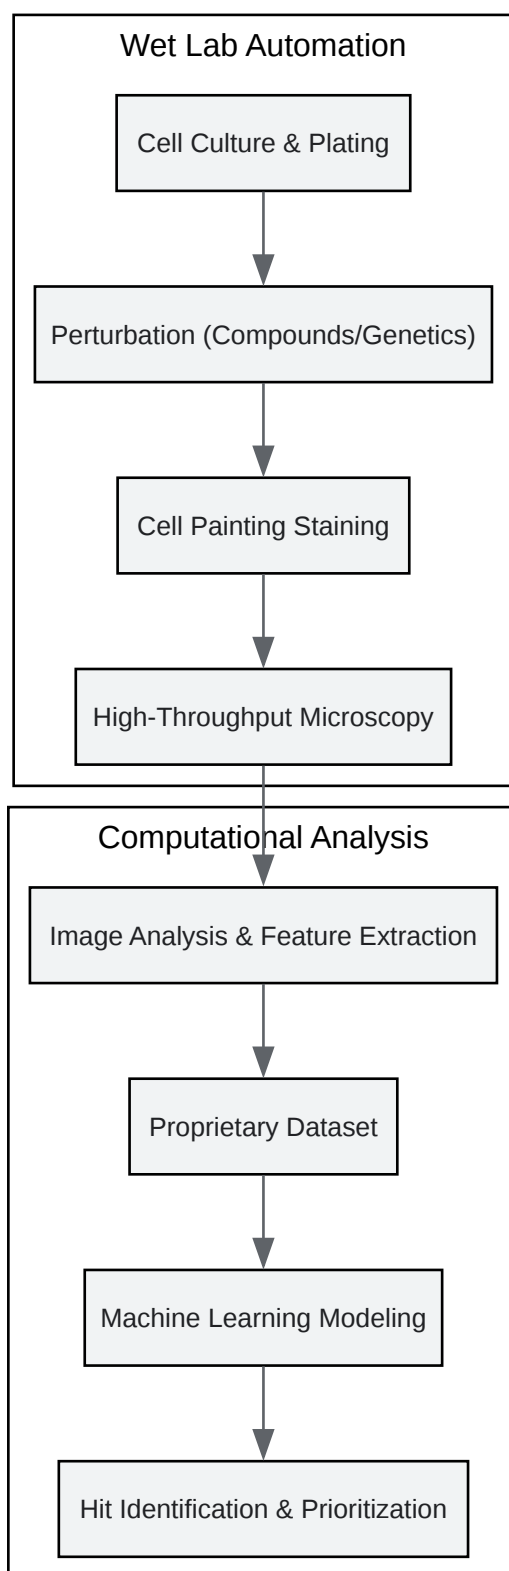 Wet Lab Automation
Cell Culture & Plating
Perturbation (Compounds/Genetics)
Cell Painting Staining
High-Throughput Microscopy
Computational Analysis
Image Analysis & Feature Extraction
Proprietary Dataset
Machine Learning Modeling
Hit Identification & Prioritization